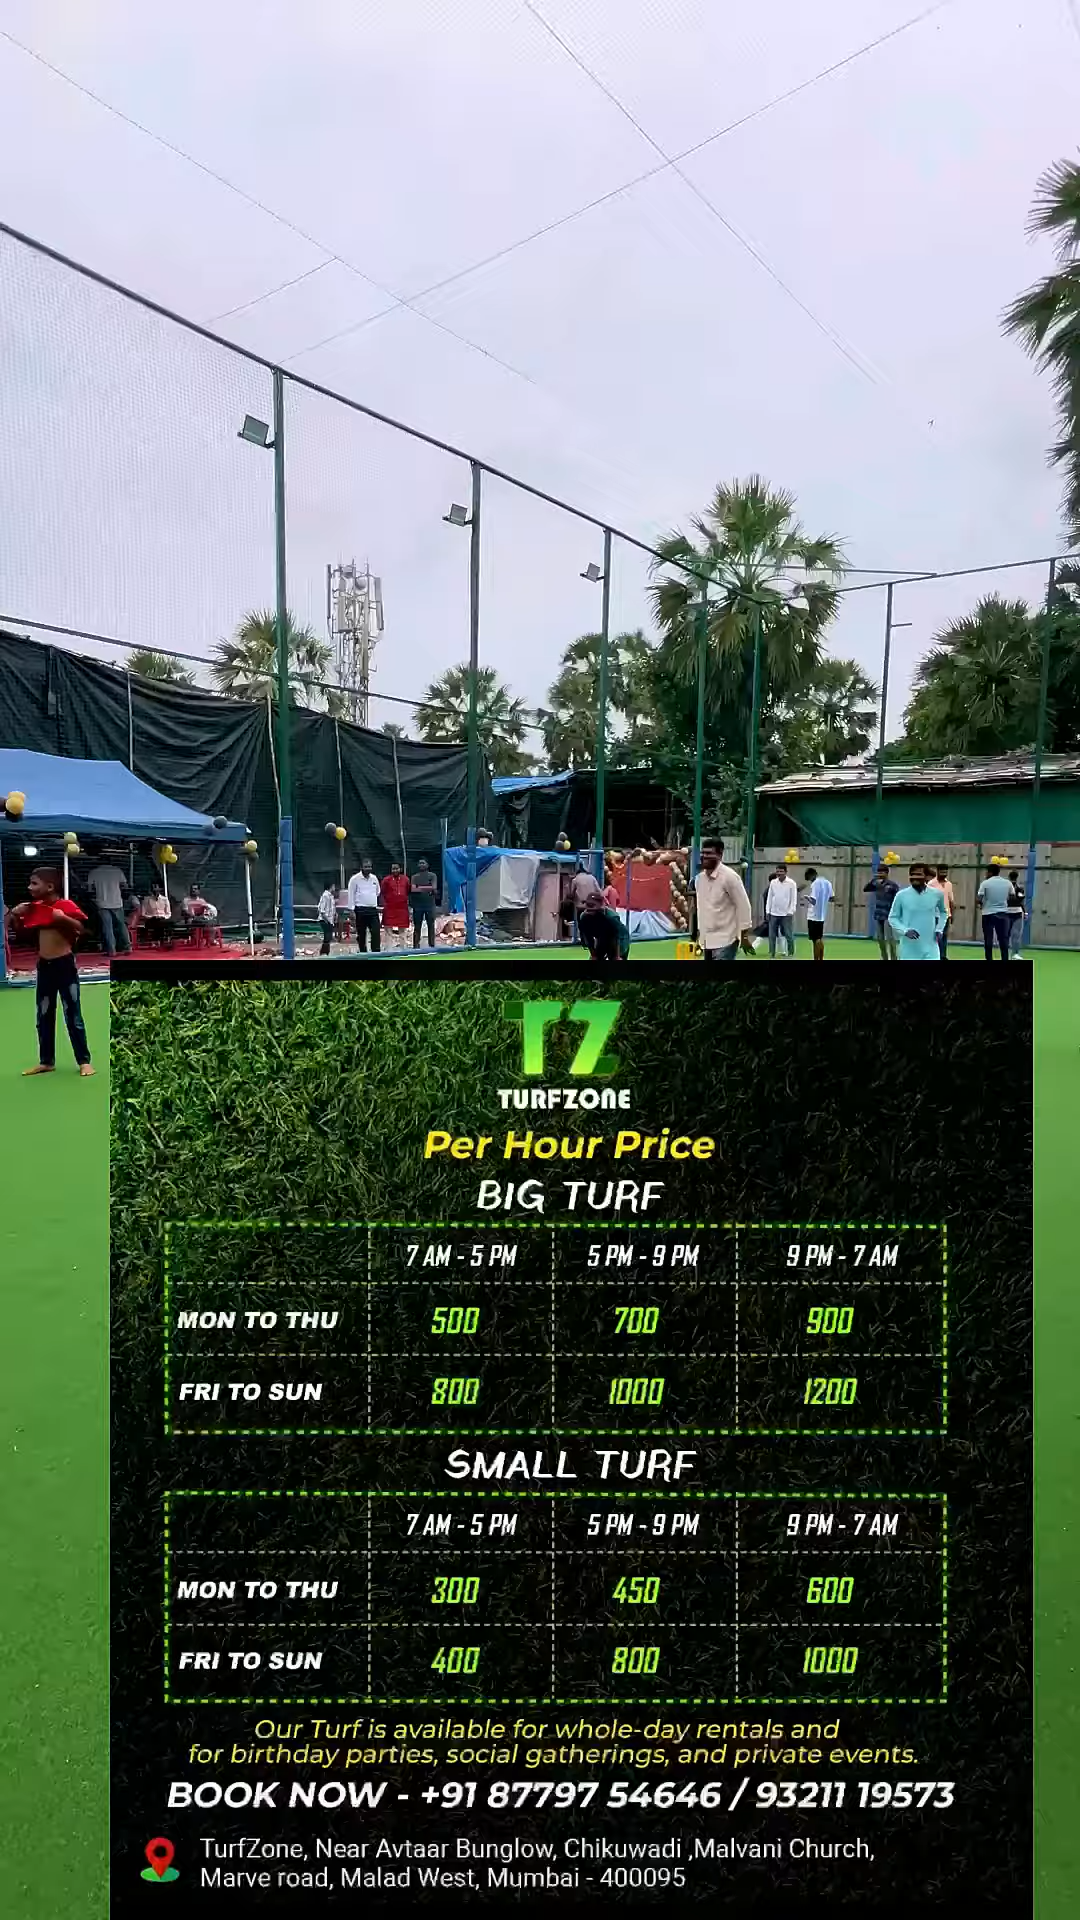 TZ
TURFZONE
Per Hour Price
BIG TURF
7 AM - 5 PM 5 PM - 9 PM 9 PM - 7 AM
MON TO THU 500 700 900
FRI TO SUN 800 1000 1200
SMALL TURF
7 AM - 5 PM 5 PM - 9 PM 9 PM - 7 AM
MON TO THU 300 450 600
FRI TO SUN 400 800 1000
Our Turf is available for whole-day rentals and
for birthday parties, social gatherings, and private events.
BOOK NOW - +91 87797 54646 / 93211 19573
TurfZone, Near Avtaar Bunglow, Chikuwadi ,Malvani Church,
Marve road, Malad West, Mumbai - 400095